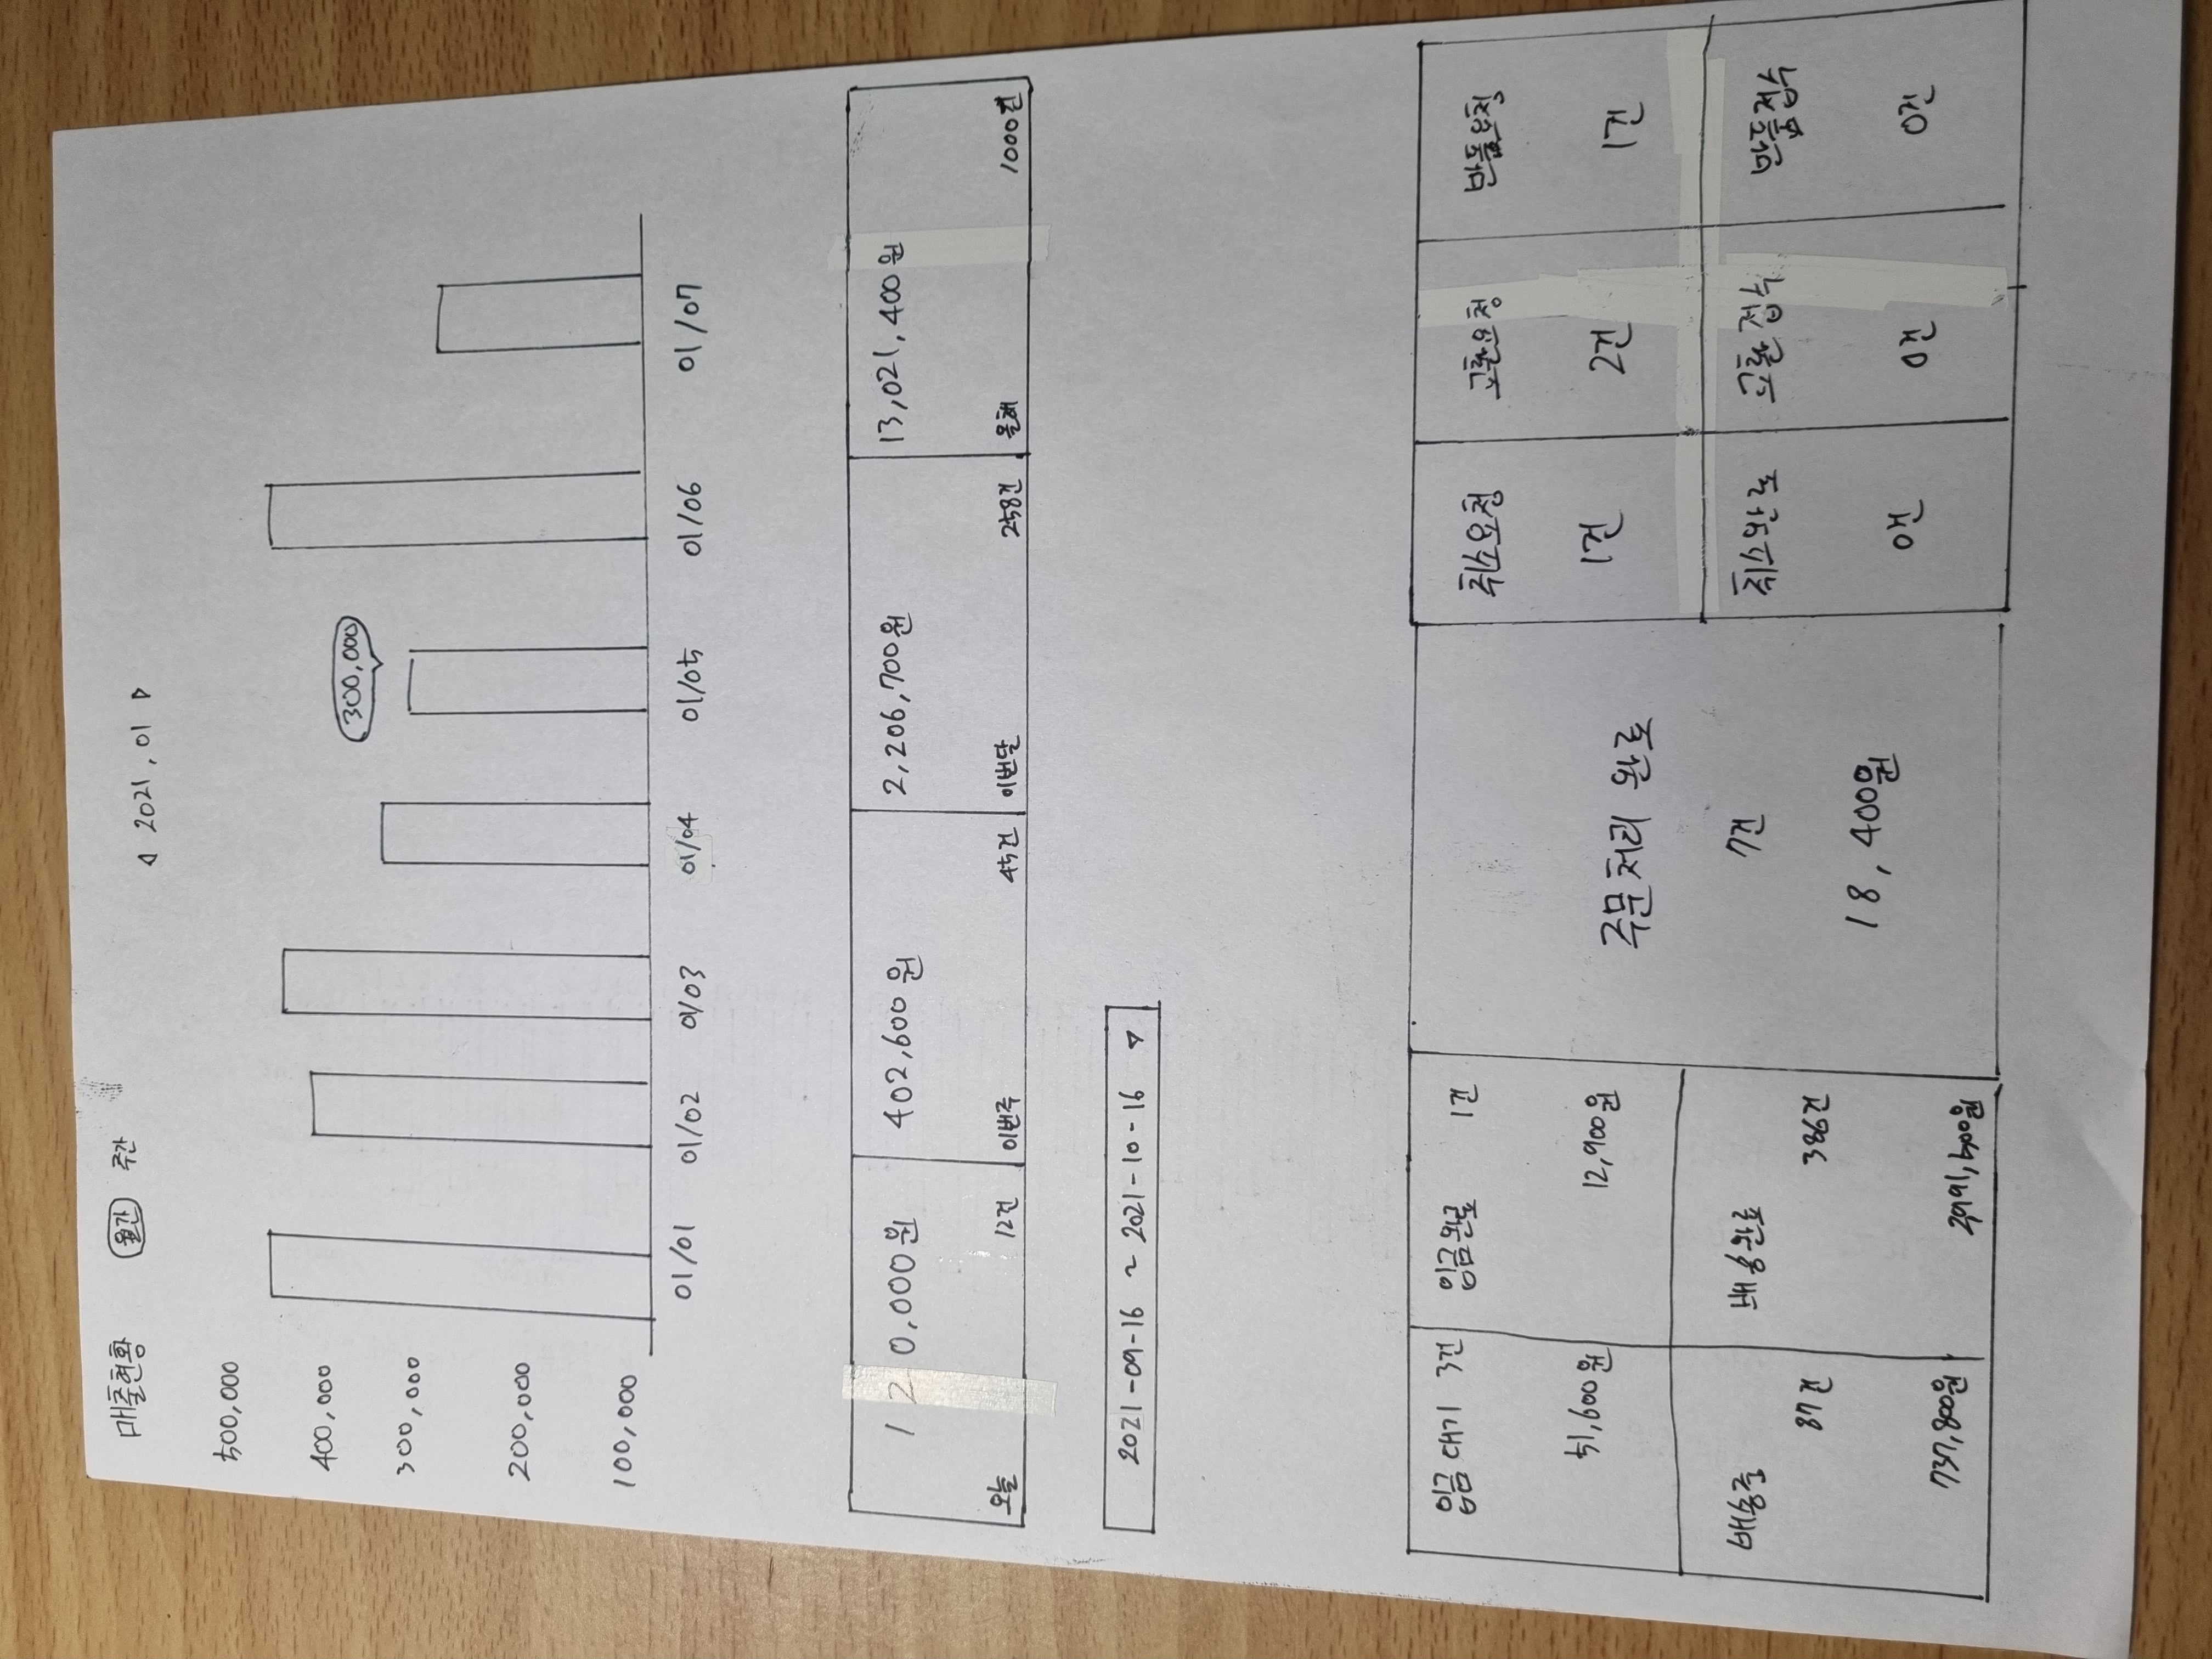 매출현황 월간 주간
◁ 2021.01 ▷
500,000
400,000
300,000
300,000
200,000
100,000
01/01 01/02 01/03 01/04 01/05 01/06 01/07
120,000원 402,600원 2,206,700원 13,021,400원
오늘 12건 이번주 45건 이번달 258건 올해 1000건
2021-09-16 ~ 2021-10-16 ▽
입금대기 3건 입금완료 1건
51,600원 12,900원
배송중 배송완료
87건 386건
737,800원
주문처리 완료
7건
18,400원
취소요청 교환요청 반품요청
1건 2건 1건
취소완료 교환접수 반품접수
0건 0건 0건